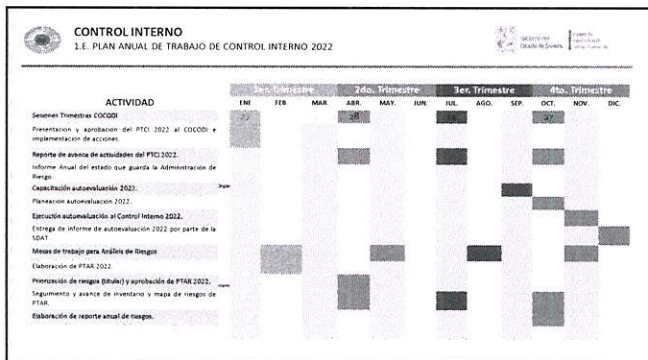 CONTROL INTERNO
1.E. PLAN ANUAL DE TRABAJO DE CONTROL INTERNO 2022
1er. Trimestre 2do. Trimestre 3er. Trimestre 4to. Trimestre
ACTIVIDAD ENE FEB MAR. ABR. MAY. JUN. JUL. AGO. SEP. OCT. NOV. DIC.
Sesiones Trimestras COCODI 27
Presentacion y aprobación del PTCI 2022 al COCODI e
implementación de acciones.
Reporte de avance de actividades del PTCI 2022.
Informe Anual del estado que guarda la Administración de
Riesgo.
Capacitación autoevaluación 2022.
Planeación autoevaluación 2022.
Ejecución autoevaluación al Control Interno 2022.
Entrega de informe de autoevaluación 2022 por parte de la
SDAT
Mesas de trabajo para Análisis de Riesgos
Elaboración de PTAR 2022
Priorización de riesgos (titular) y aprobación de PTAR 2022.
Seguimiento y avance de inventario y mapa de riesgos de
PTAR.
Elaboración de reporte anual de riesgos.